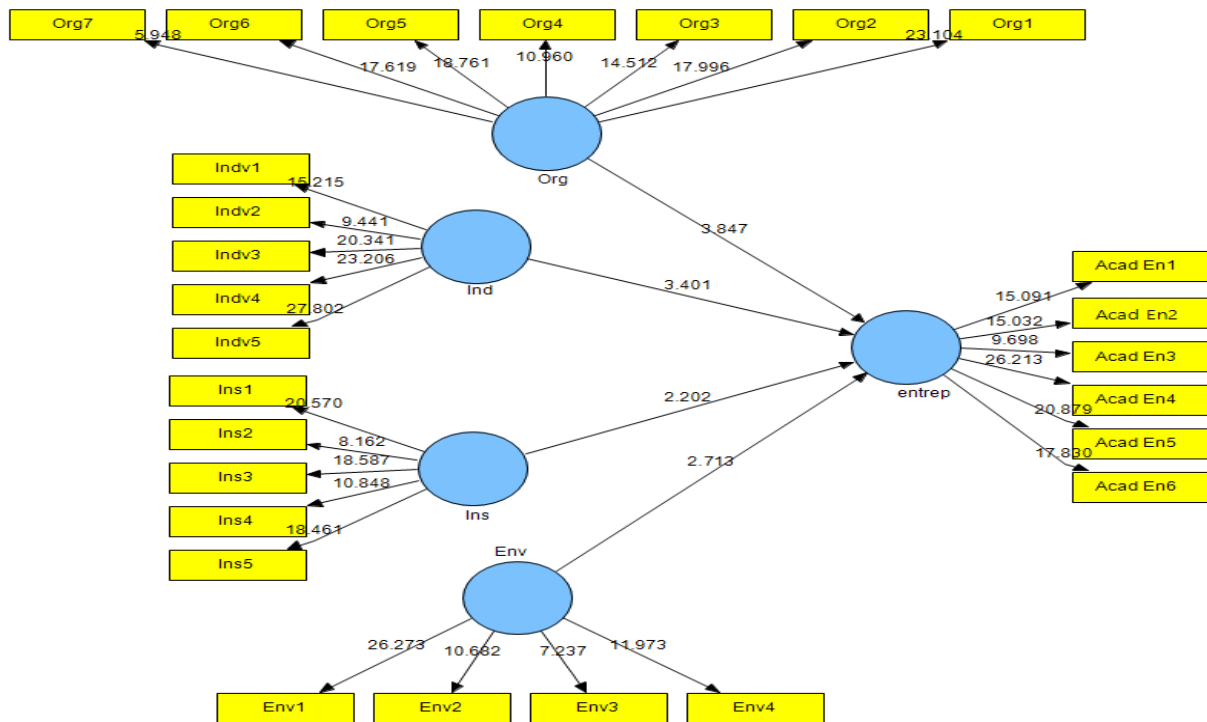 Org7
Org6
Org5
Org4
Org3
Org2
Org1
5.948
17.619
18.761
10.960
14.512
17.996
23.104
Org
Indv1
Indv2
Indv3
Indv4
Indv5
15.215
9.441
20.341
23.206
27.802
Ind
3.847
3.401
2.202
2.713
entrep
Acad En1
Acad En2
Acad En3
Acad En4
Acad En5
Acad En6
15.091
15.032
9.698
26.213
20.879
17.830
Ins1
Ins2
Ins3
Ins4
Ins5
20.570
8.162
18.587
10.848
18.461
Ins
Env
26.273
10.682
7.237
11.973
Env1
Env2
Env3
Env4